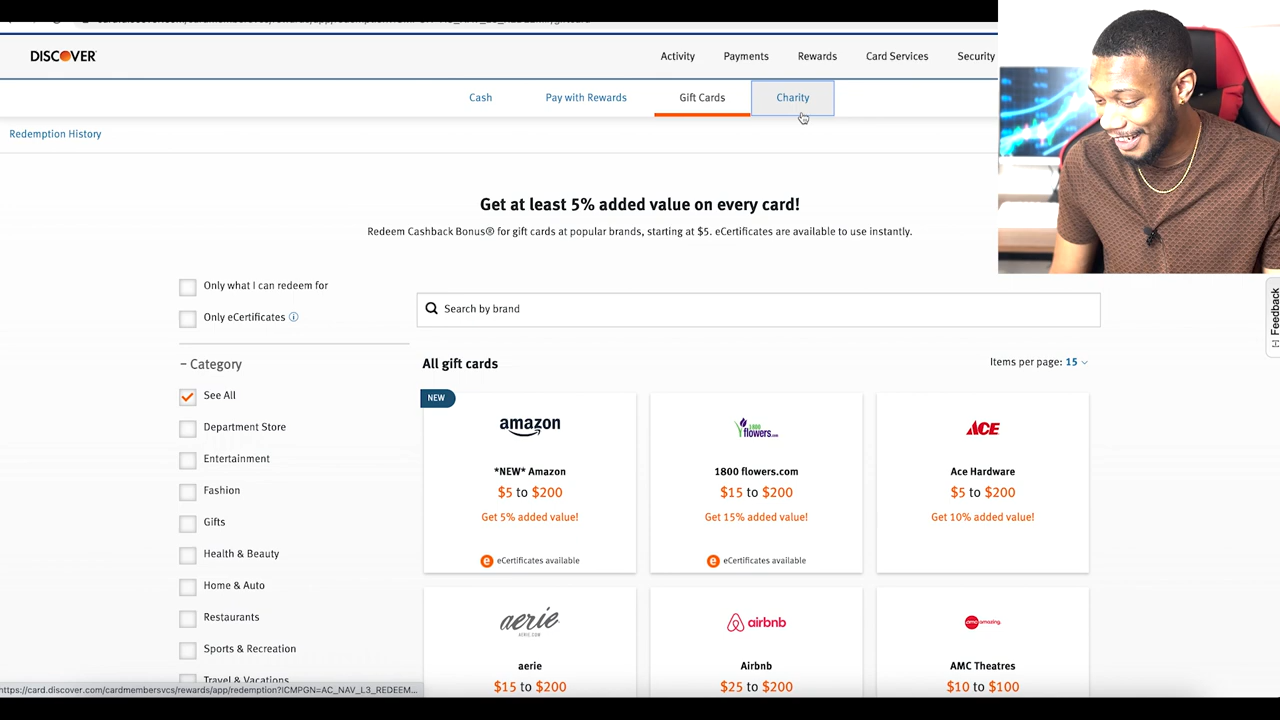 DISCOVER
Activity
Payments
Rewards
Card Services
Security
Cash
Pay with Rewards
Gift Cards
Charity
Redemption History
Get at least 5% added value on every card!
Redeem Cashback Bonus® for gift cards at popular brands, starting at $5. eCertificates are available to use instantly.
Only what I can redeem for
Only eCertificates
Search by brand
Category
See All
Department Store
Entertainment
Fashion
Gifts
Health & Beauty
Home & Auto
Restaurants
Sports & Recreation
Travel & Vacations
All gift cards
Items per page: 15
NEW
amazon
*NEW* Amazon
$5 to $200
Get 5% added value!
e eCertificates available
1800
flowers.com
1800 flowers.com
$15 to $200
Get 15% added value!
e eCertificates available
ACE
Ace Hardware
$5 to $200
Get 10% added value!
aerie
AERIE.COM
aerie
$15 to $200
airbnb
Airbnb
$25 to $200
amc amazing.
AMC Theatres
$10 to $100
Feedback
https://card.discover.com/cardmembersvcs/rewards/app/redemption?ICMPGN=AC_NAV_L3_REDEEM...